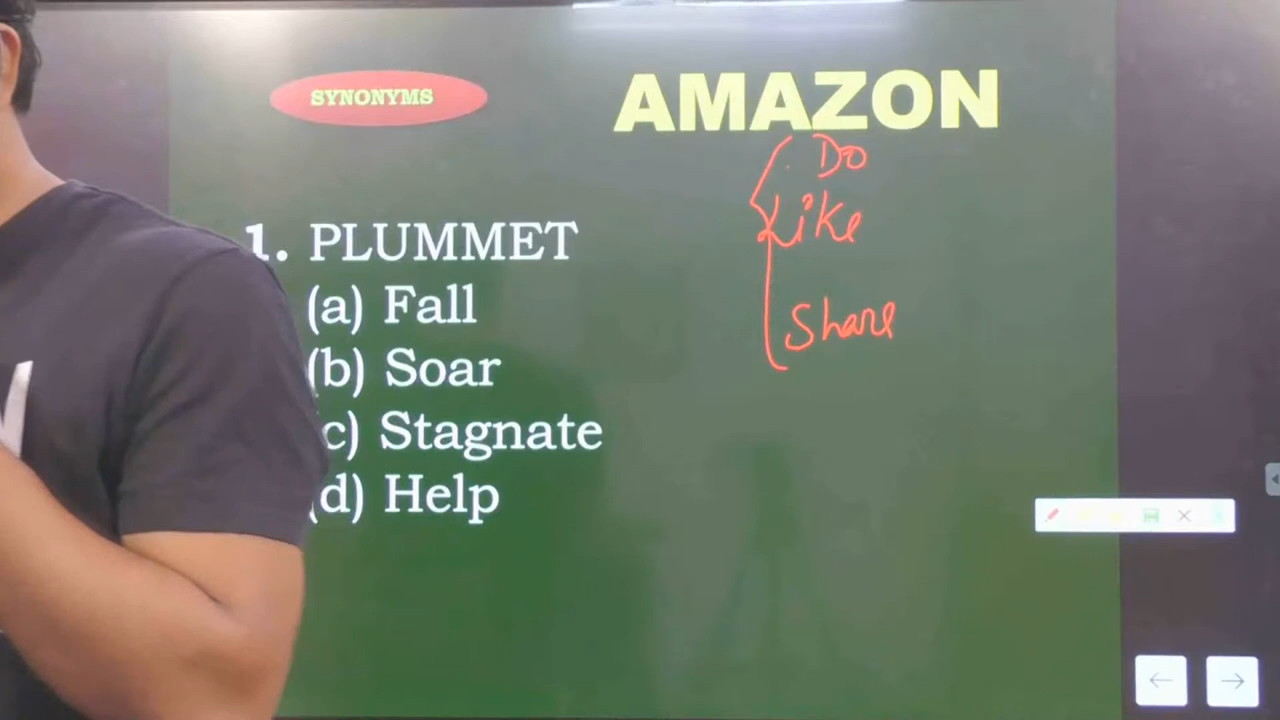 SYNONYMS
AMAZON
Do
Like
Share
1. PLUMMET
(a) Fall
(b) Soar
c) Stagnate
(d) Help